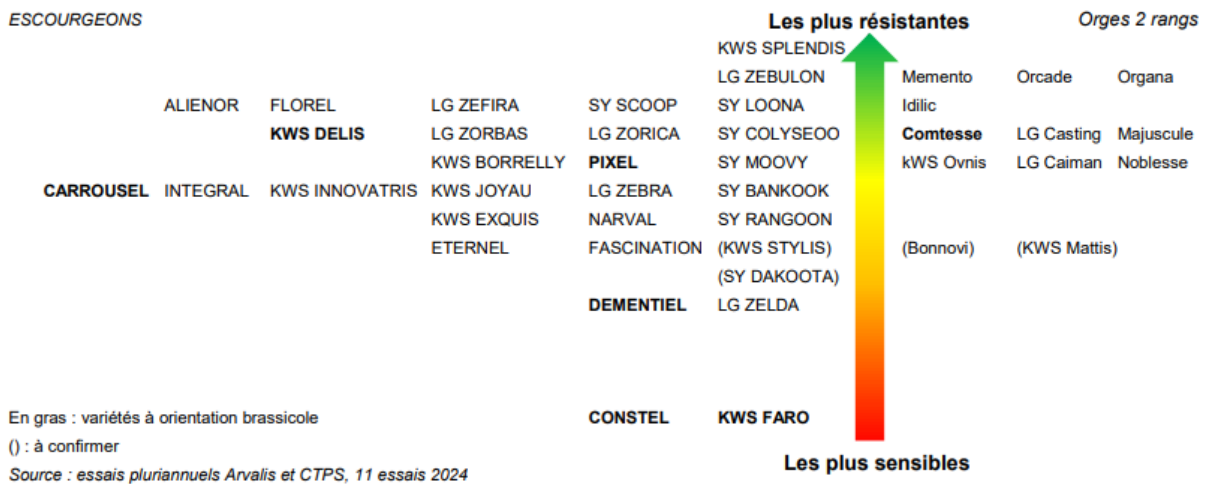 ESCOURGEONS Les plus résistantes Orges 2 rangs
KWS SPLENDIS
LG ZEBULON Memento Orcade Organa
ALIENOR FLOREL LG ZEFIRA SY SCOOP SY LOONA Idilic
KWS DELIS LG ZORBAS LG ZORICA SY COLYSEOO Comtesse LG Casting Majuscule
KWS BORRELLY PIXEL SY MOOVY kWS Ovnis LG Caiman Noblesse
CARROUSEL INTEGRAL KWS INNOVATRIS KWS JOYAU LG ZEBRA SY BANKOOK
KWS EXQUIS NARVAL SY RANGOON
ETERNEL FASCINATION (KWS STYLIS) (Bonnovi) (KWS Mattis)
(SY DAKOOTA)
DEMENTIEL LG ZELDA
En gras : variétés à orientation brassicole CONSTEL KWS FARO
() : à confirmer
Les plus sensibles
Source : essais pluriannuels Arvalis et CTPS, 11 essais 2024